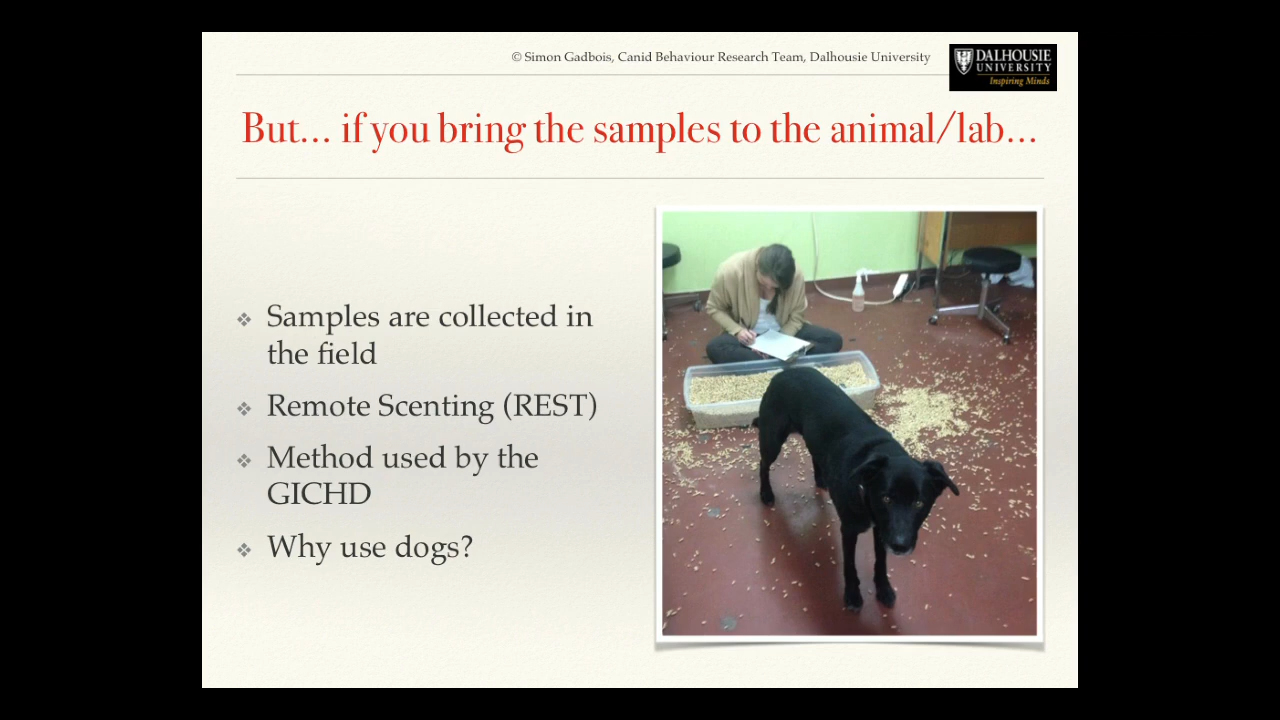 © Simon Gadbois, Canid Behaviour Research Team, Dalhousie University
DALHOUSIE
UNIVERSITY
Inspiring Minds
But... if you bring the samples to the animal/lab...
❖ Samples are collected in
the field
❖ Remote Scenting (REST)
❖ Method used by the
GICHD
❖ Why use dogs?